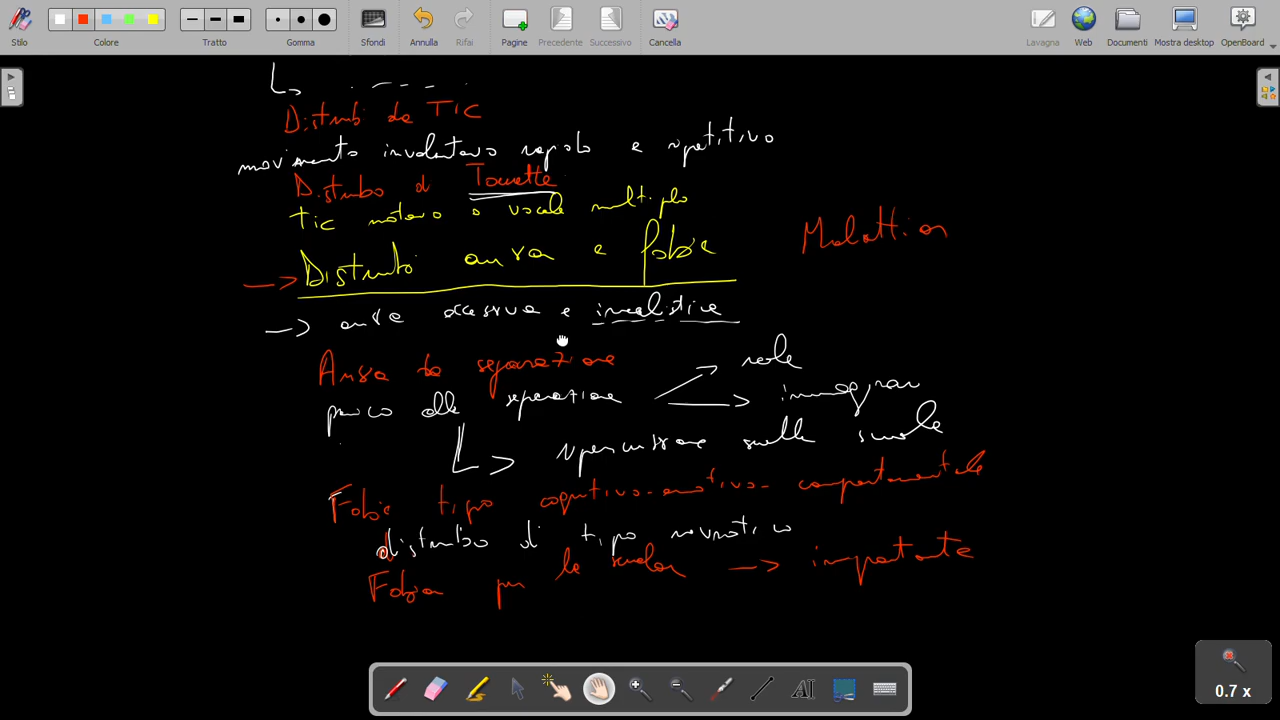 Stilo Colore Tratto Gomma Sfondi Annulla Rifai Pagine Precedente Successivo Cancella Lavagna Web Documenti Mostra desktop OpenBoard
Disturbi da TIC
movimento involontario rapido e ripetitivo
Disturbo di Tourette
Tic motorio o vocale multiplo
Malattia
Disturbo ansia e fobie
ansia eccessiva e irrealistica
Ansia da separazione
reale
panico alla separazione
immaginaria
ripercussione sulla scuola
Fobie tipo cognitivo-emotivo-comportamentale
disturbo di tipo nevrotico
Fobia per la scuola → importante
0.7 x